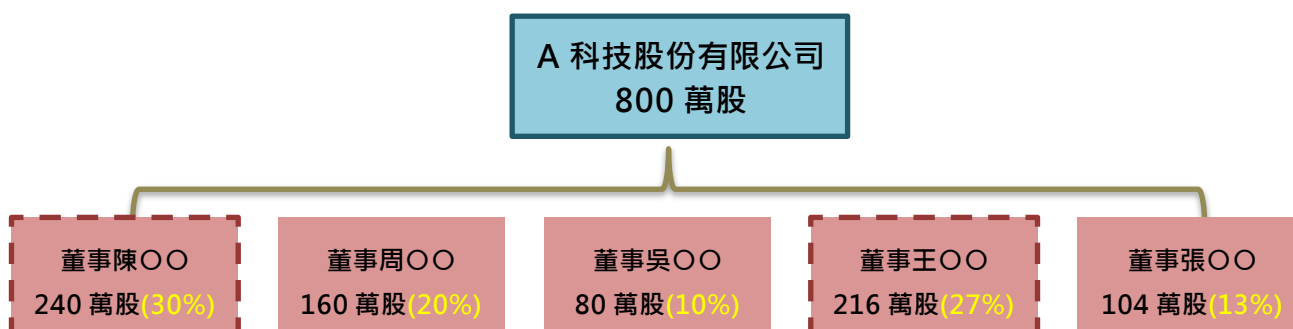 A 科技股份有限公司
800 萬股
董事陳〇〇
240 萬股(30%)
董事周〇〇
160 萬股(20%)
董事吳〇〇
80 萬股(10%)
董事王〇〇
216 萬股(27%)
董事張〇〇
104 萬股(13%)